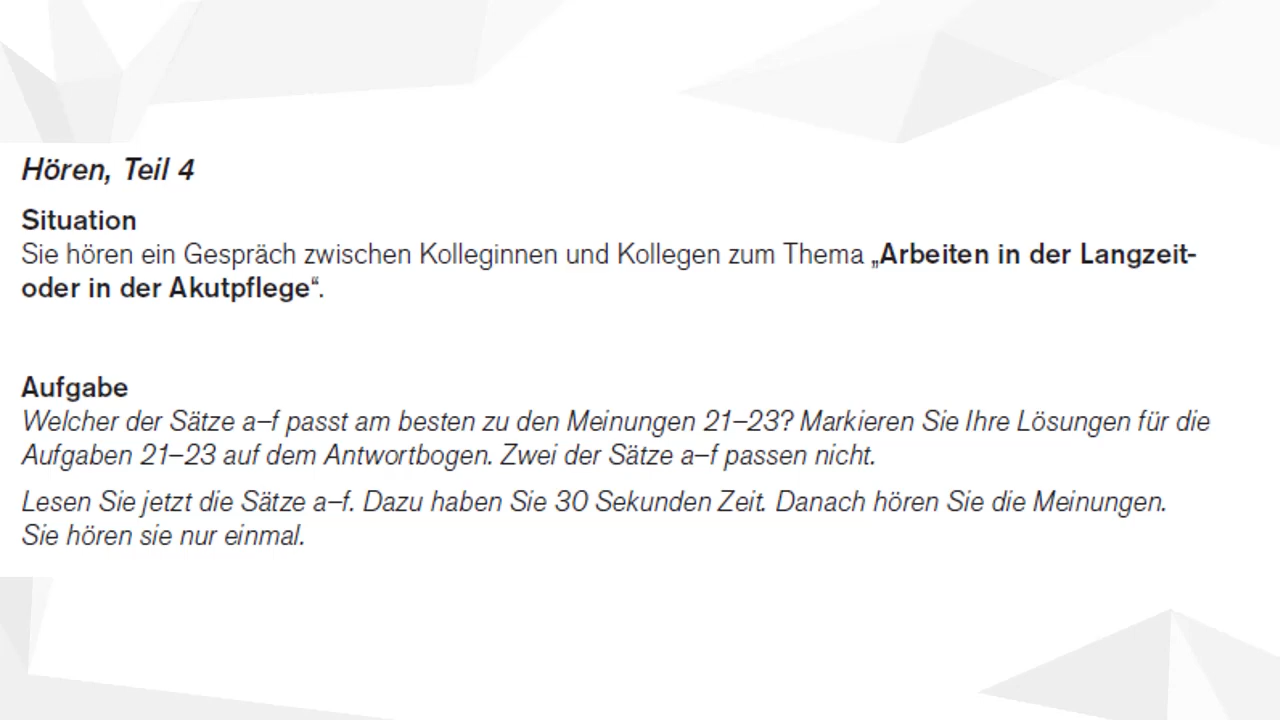 Hören, Teil 4
Situation
Sie hören ein Gespräch zwischen Kolleginnen und Kollegen zum Thema „Arbeiten in der Langzeit-
oder in der Akutpflege“.
Aufgabe
Welcher der Sätze a–f passt am besten zu den Meinungen 21–23? Markieren Sie Ihre Lösungen für die
Aufgaben 21–23 auf dem Antwortbogen. Zwei der Sätze a–f passen nicht.
Lesen Sie jetzt die Sätze a–f. Dazu haben Sie 30 Sekunden Zeit. Danach hören Sie die Meinungen.
Sie hören sie nur einmal.